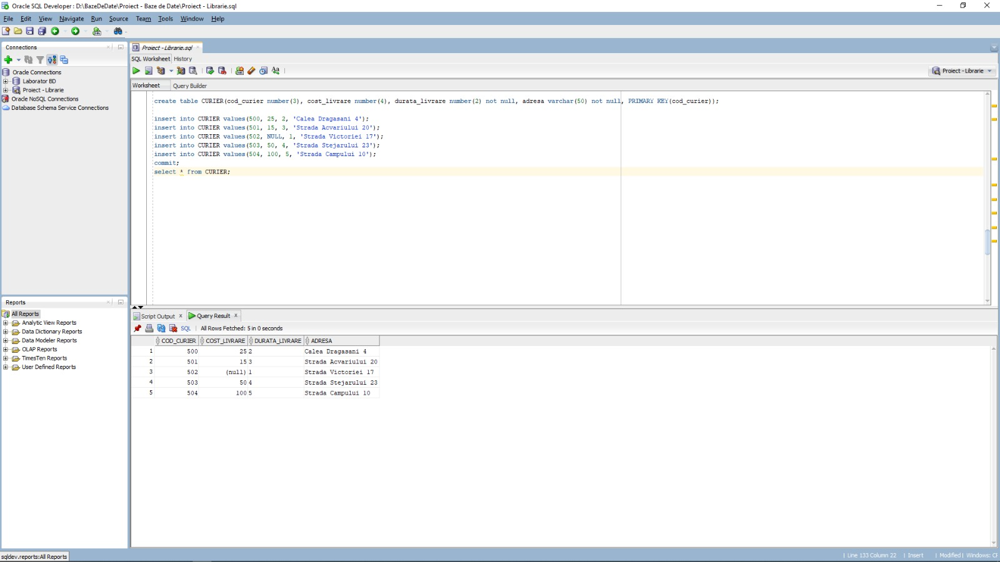 Oracle SQL Developer : D:\BazeDeDate\Proiect - Baze de Date\Proiect - Librarie.sql
File Edit View Navigate Run Source Team Tools Window Help
Connections
Oracle Connections
Laborator BD
Proiect - Librarie
Oracle NoSQL Connections
Database Schema Service Connections
Reports
All Reports
Analytic View Reports
Data Dictionary Reports
Data Modeler Reports
OLAP Reports
TimesTen Reports
User Defined Reports
Proiect - Librarie.sql
SQL Worksheet History
Proiect - Librarie
Worksheet Query Builder
create table CURIER(cod_curier number(3), cost_livrare number(4), durata_livrare number(2) not null, adresa varchar(50) not null, PRIMARY KEY(cod_curier));
insert into CURIER values(500, 25, 2, 'Calea Dragasani 4');
insert into CURIER values(501, 15, 3, 'Strada Acvariului 20');
insert into CURIER values(502, NULL, 1, 'Strada Victoriei 17');
insert into CURIER values(503, 50, 4, 'Strada Stejarului 23');
insert into CURIER values(504, 100, 5, 'Strada Campului 10');
commit;
select * from CURIER;
Script Output Query Result
SQL All Rows Fetched: 5 in 0 seconds
COD_CURIER COST_LIVRARE DURATA_LIVRARE ADRESA
1 500 25 2 Calea Dragasani 4
2 501 15 3 Strada Acvariului 20
3 502 (null) 1 Strada Victoriei 17
4 503 50 4 Strada Stejarului 23
5 504 100 5 Strada Campului 10
sqldev.reports:All Reports
Line 133 Column 22 Insert Modified Windows: CF